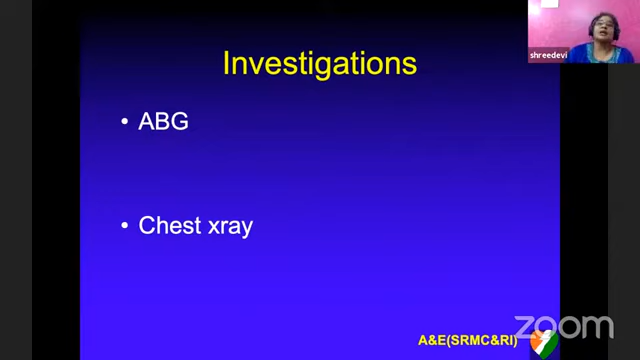 Investigations
shreedevi
• ABG
• Chest xray
A&E(SRMC&RI)
zoom